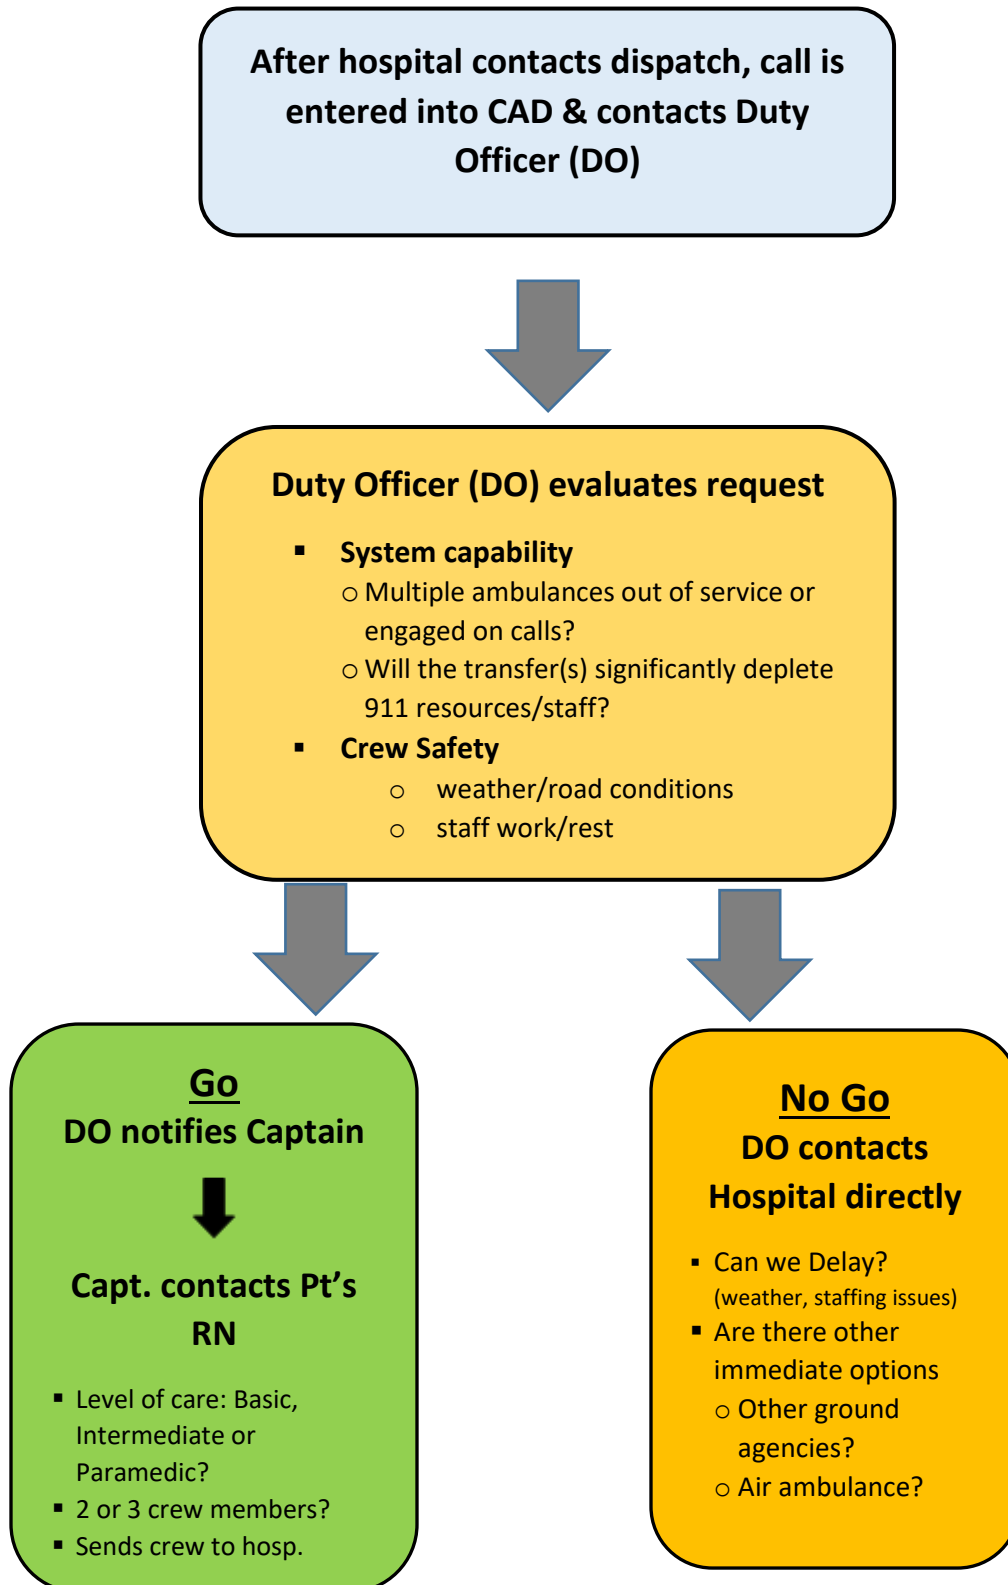 After hospital contacts dispatch, call is
entered into CAD & contacts Duty
Officer (DO)
Duty Officer (DO) evaluates request
▪ System capability
o Multiple ambulances out of service or
engaged on calls?
o Will the transfer(s) significantly deplete
911 resources/staff?
▪ Crew Safety
o weather/road conditions
o staff work/rest
Go
DO notifies Captain
Capt. contacts Pt’s
RN
▪ Level of care: Basic,
Intermediate or
Paramedic?
▪ 2 or 3 crew members?
▪ Sends crew to hosp.
No Go
DO contacts
Hospital directly
▪ Can we Delay?
(weather, staffing issues)
▪ Are there other
immediate options
o Other ground
agencies?
o Air ambulance?